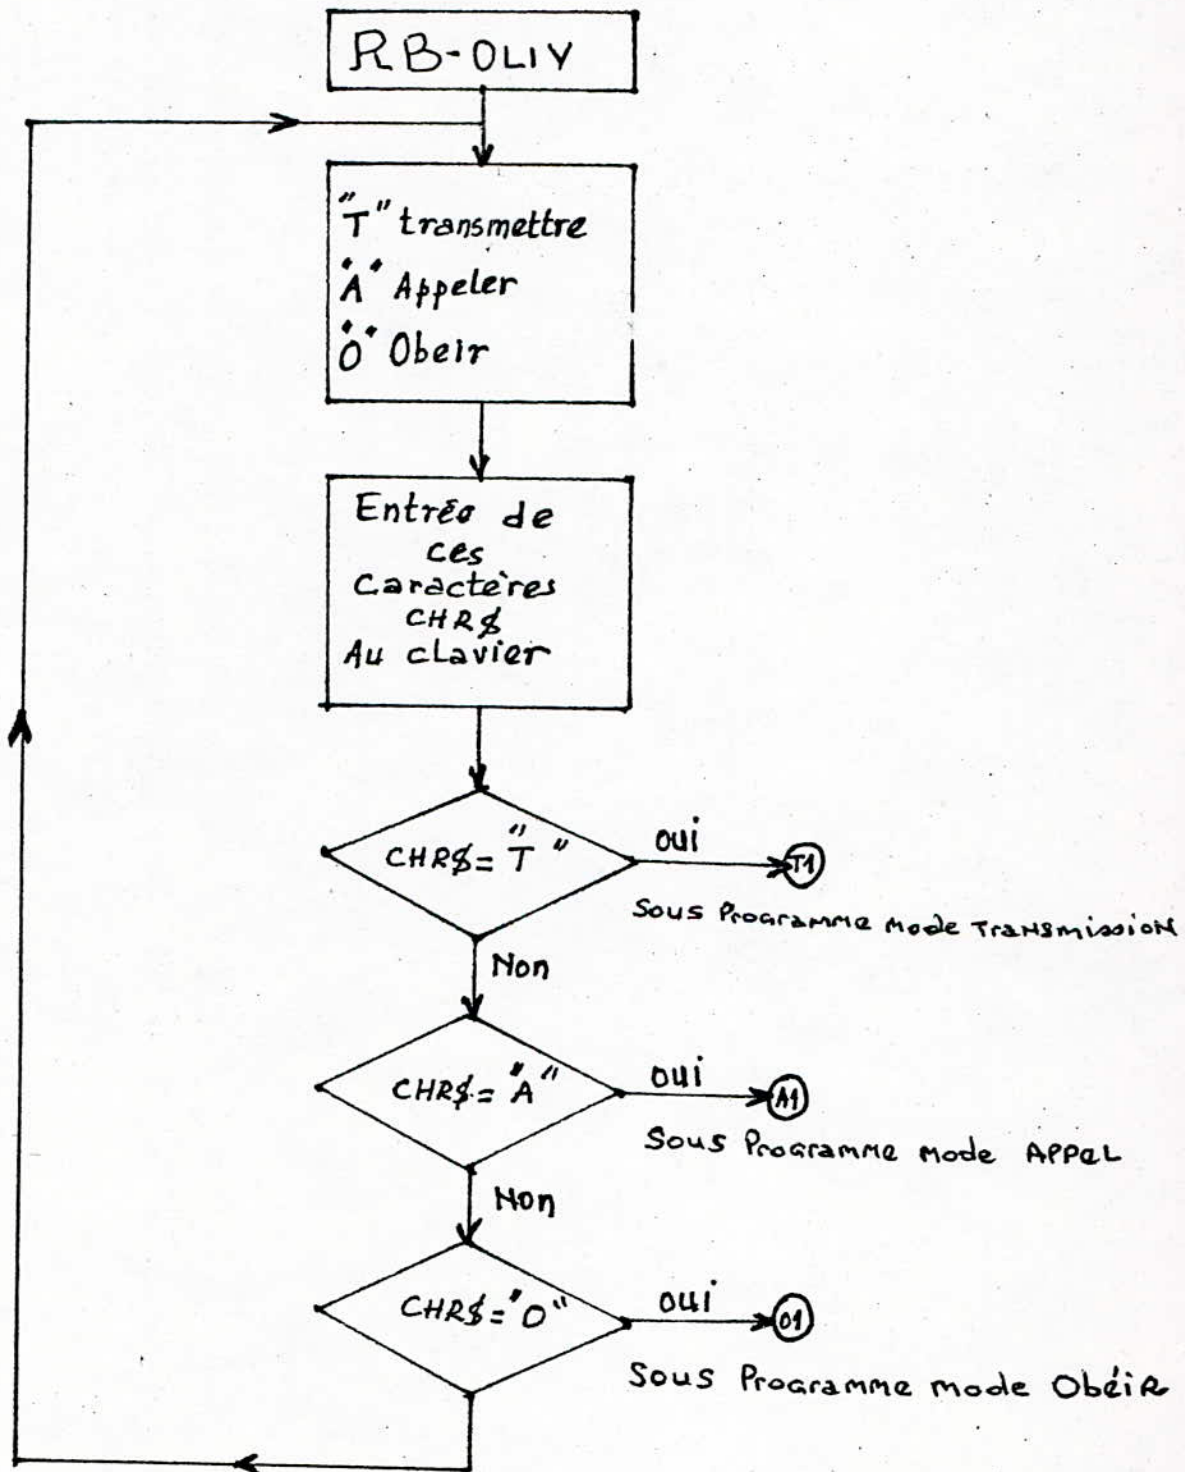 RB-OLIV
"T" transmettre
"A" Appeler
"O" Obeir
Entrée de
ces
Caractères
CHR$
Au clavier
CHR$= "T"
oui
T1
Sous Programme mode Transmission
Non
CHR$= "A"
oui
A1
Sous Programme mode APPEL
Non
CHR$= "O"
oui
O1
Sous Programme mode Obéir